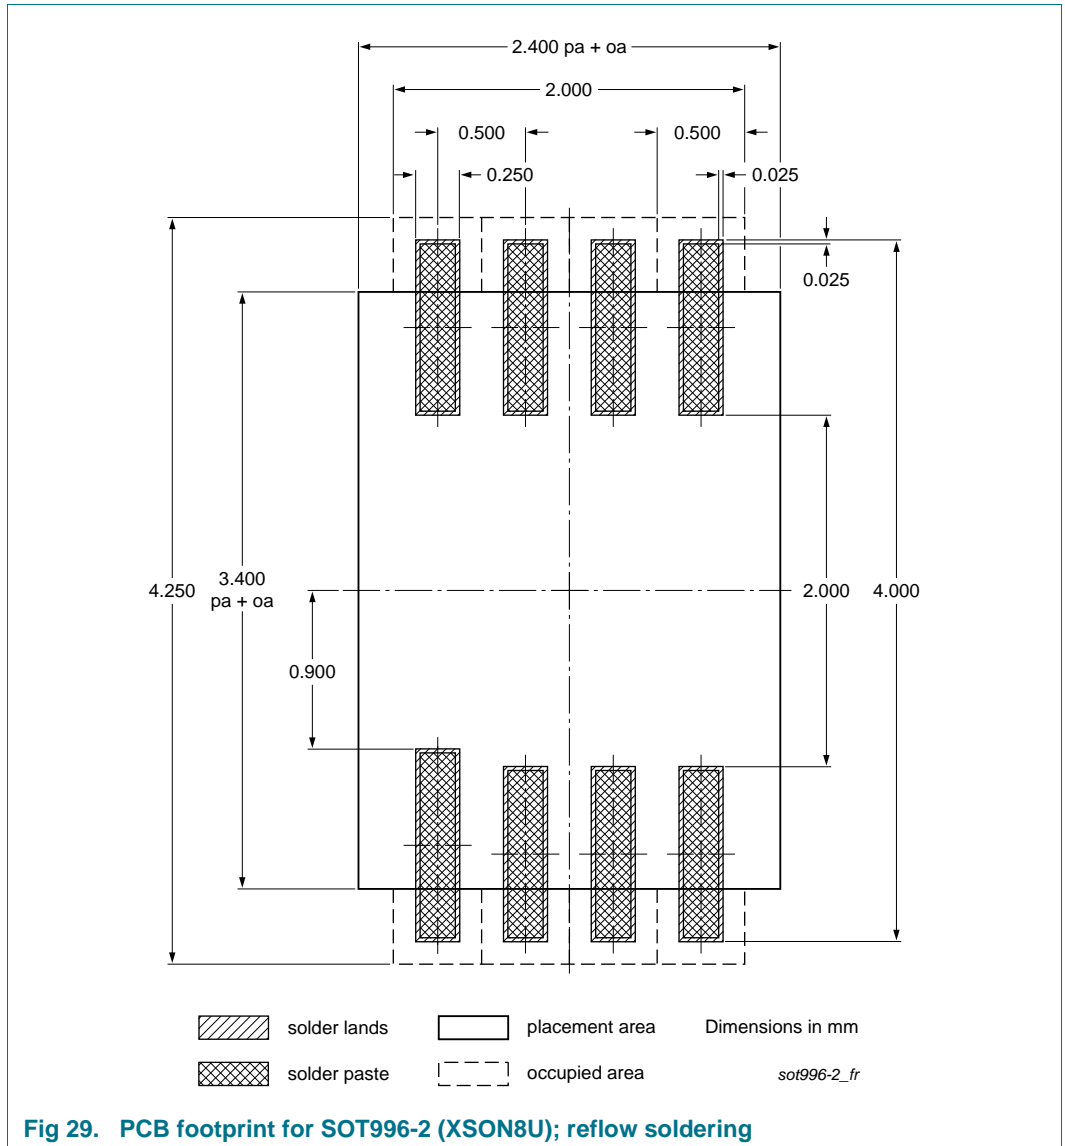 2.400 pa + oa
2.000
0.500
0.500
0.250
0.025
0.025
4.250
3.400
pa + oa
2.000
4.000
0.900
solder lands
placement area
Dimensions in mm
solder paste
occupied area
sot996-2_fr
Fig 29. PCB footprint for SOT996-2 (XSON8U); reflow soldering